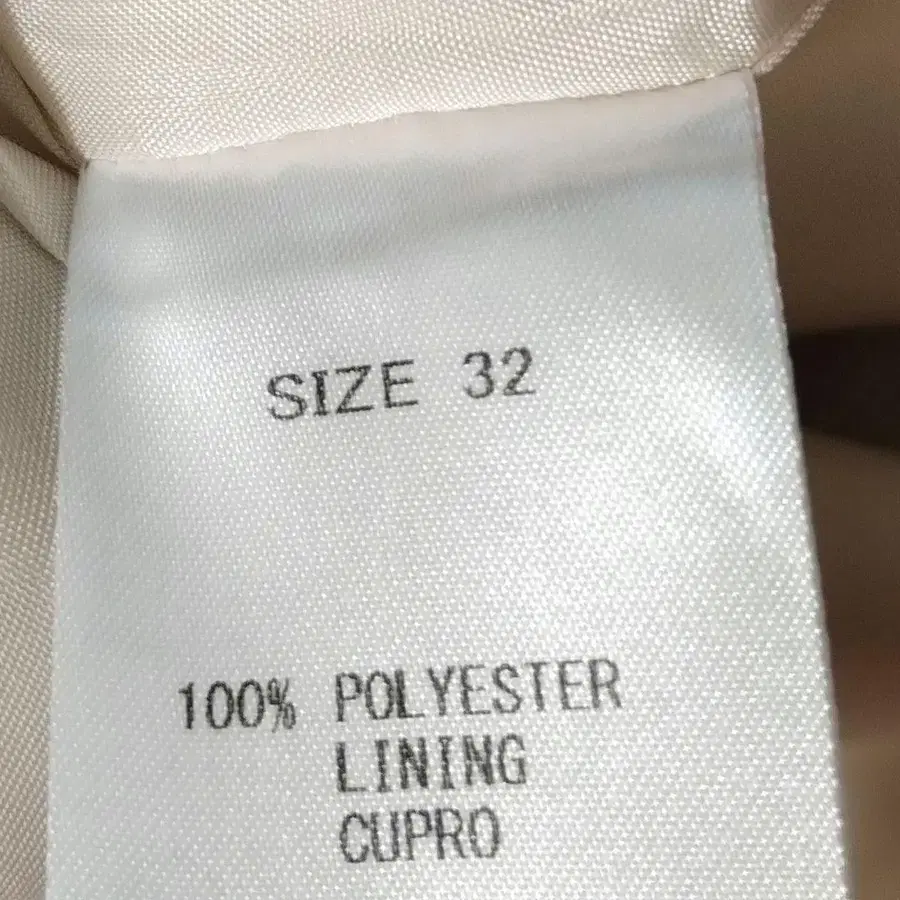 SIZE 32
100% POLYESTER
LINING
CUPRO